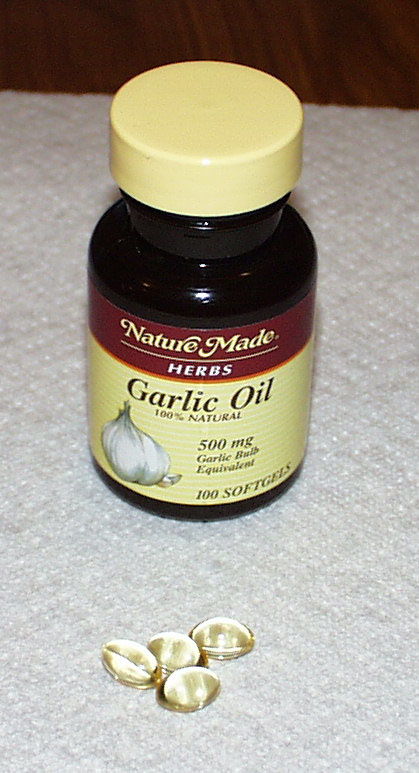 Nature Made®
HERBS
Garlic Oil
100% NATURAL
500 mg
Garlic Bulb
Equivalent
100 SOFTGELS